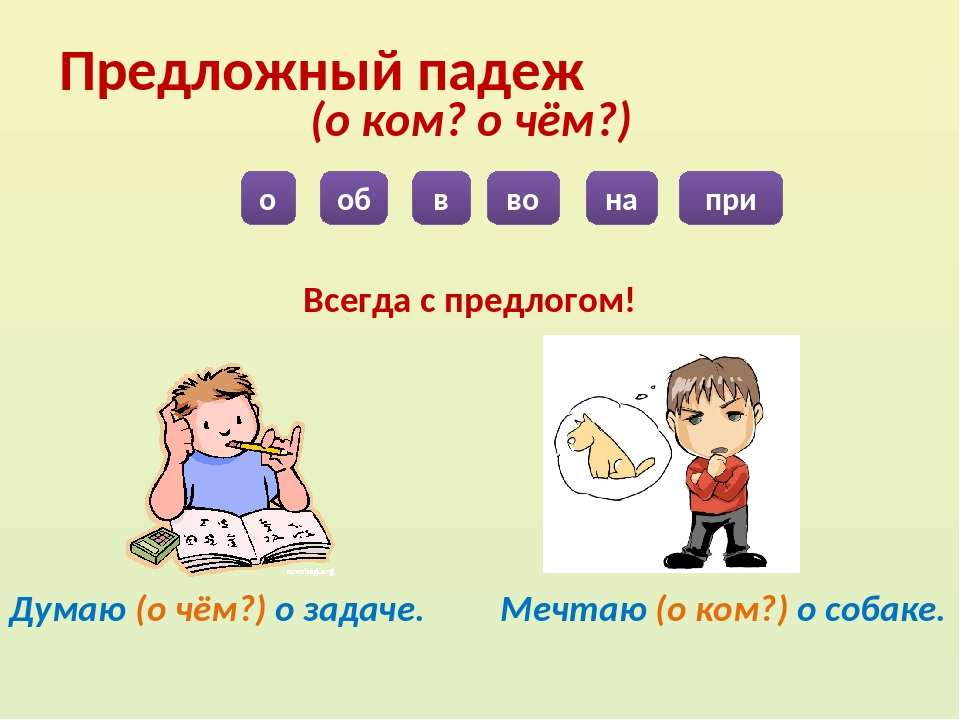 Предложный падеж
(о ком? о чём?)
о об в во на при
Всегда с предлогом!
Думаю (о чём?) о задаче.
Мечтаю (о ком?) о собаке.